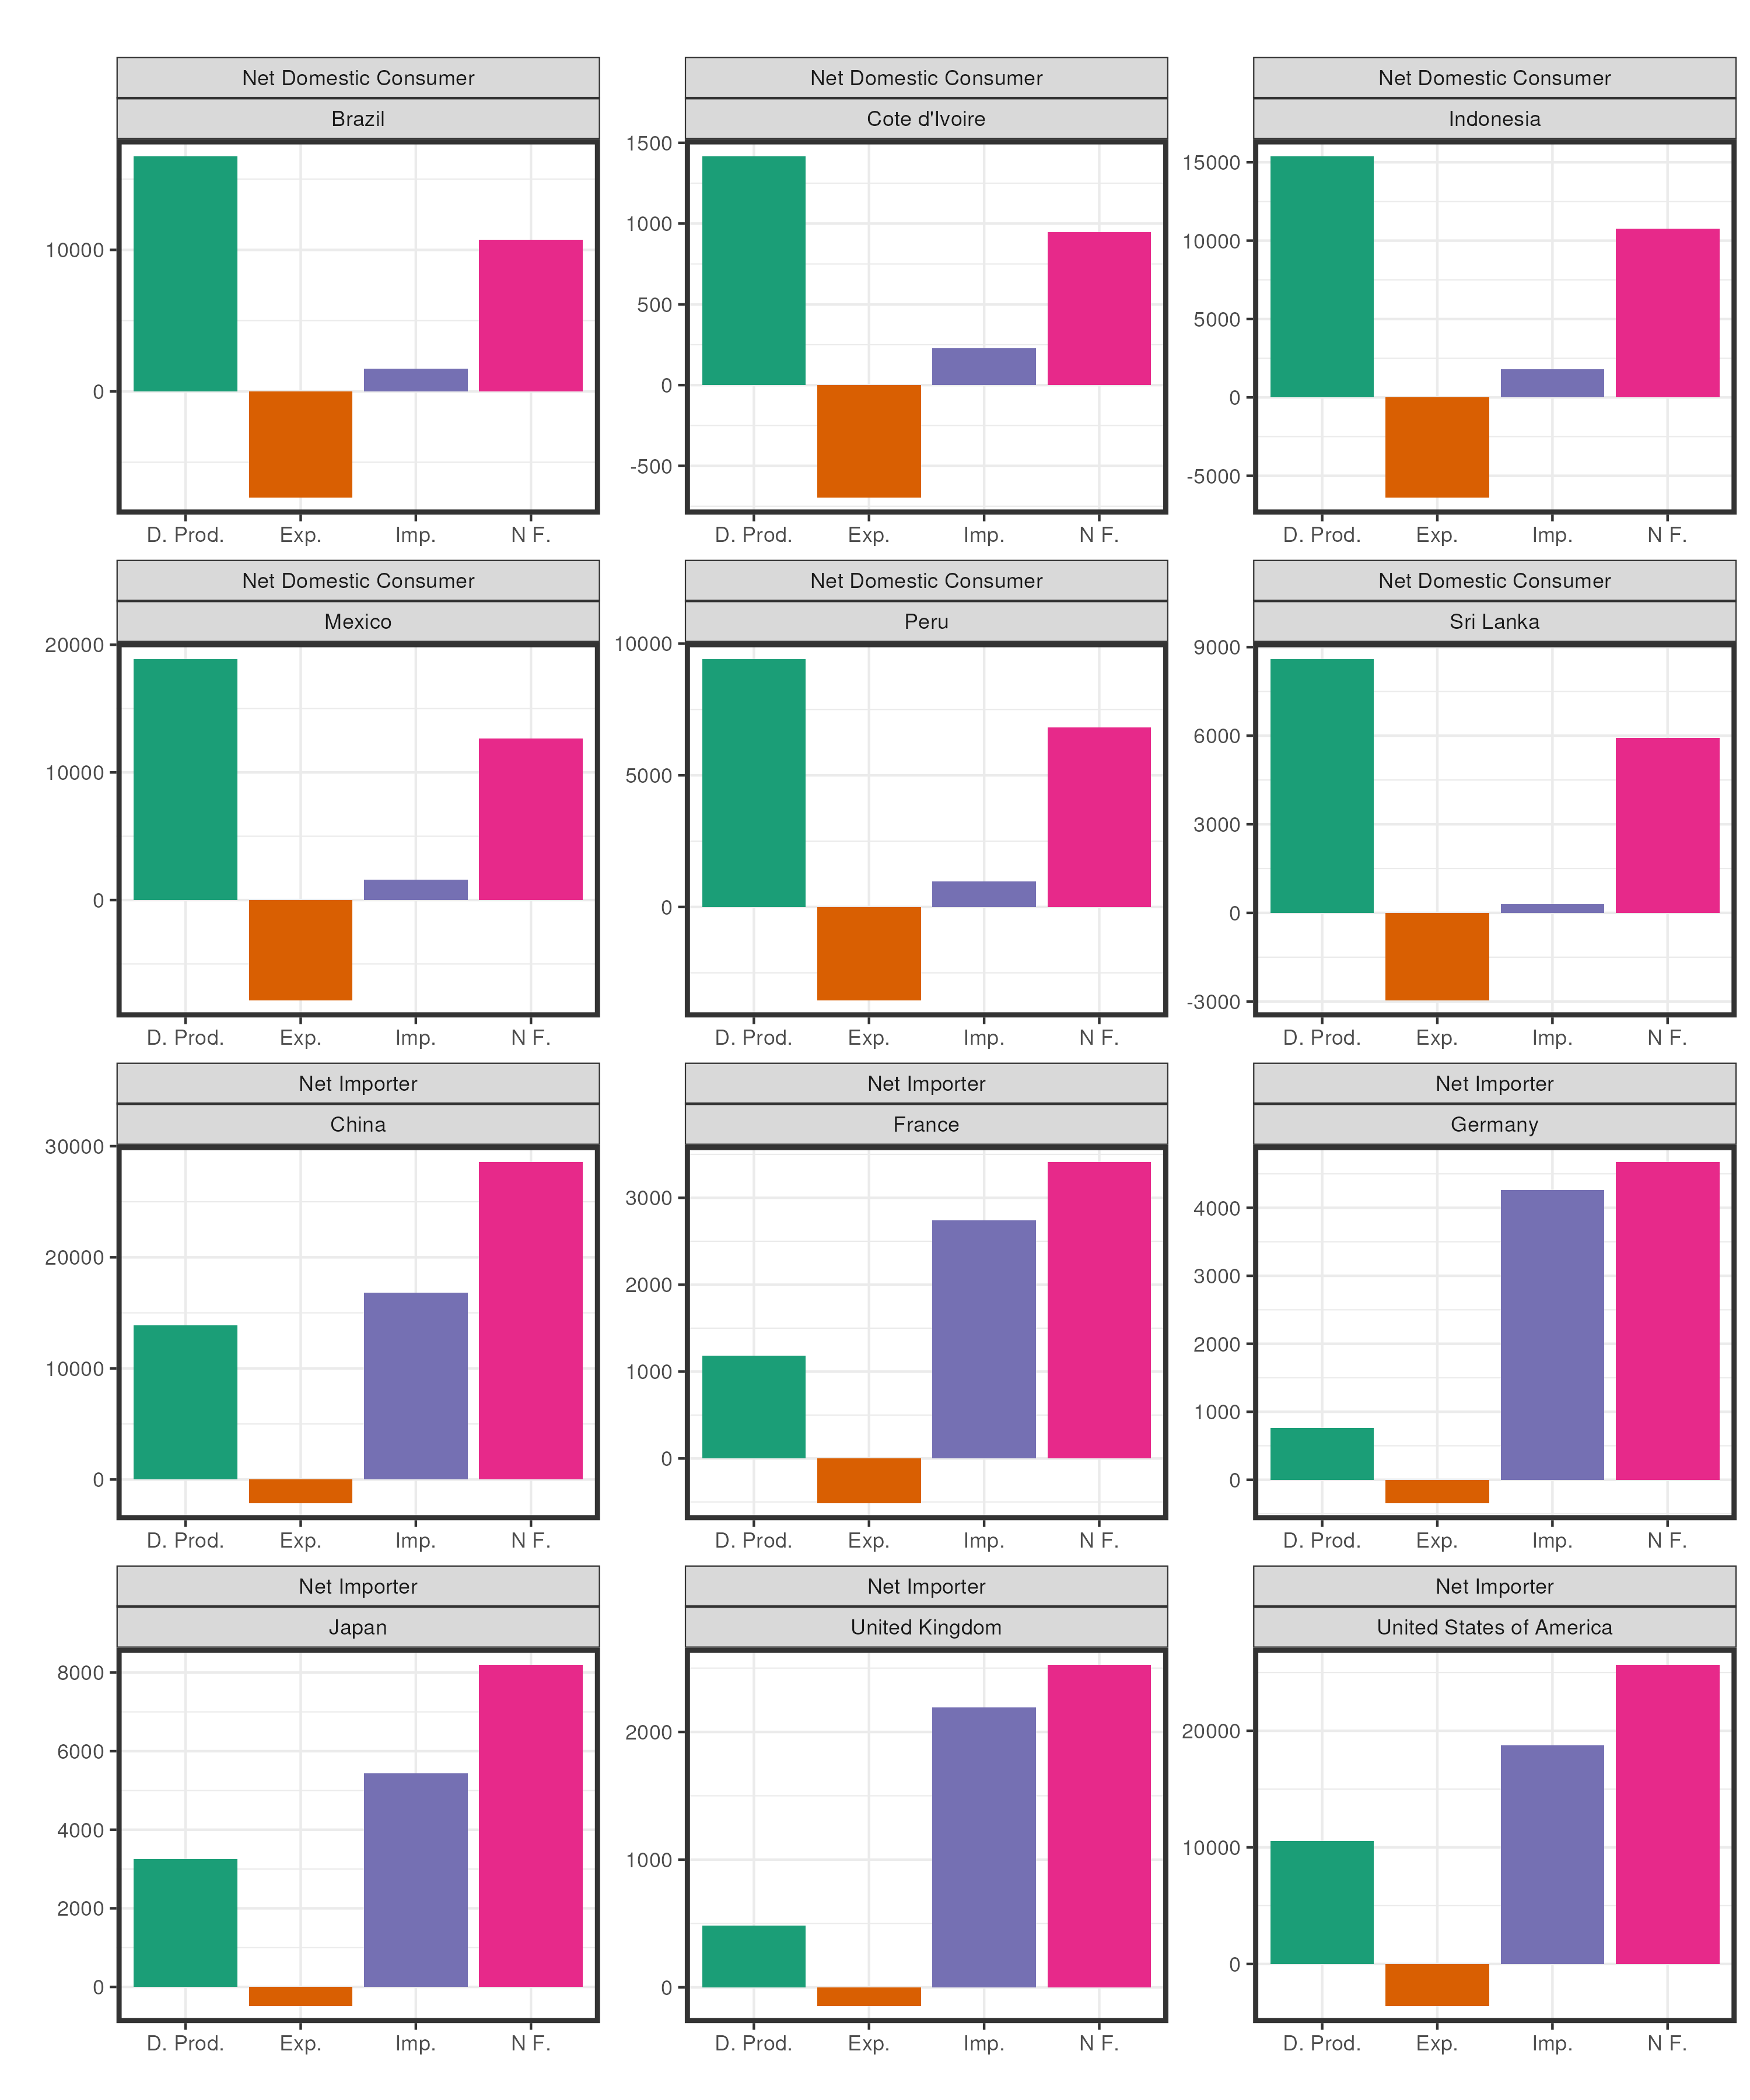 Net Domestic Consumer
Brazil
10000
0
D. Prod. Exp. Imp. N F.
Net Domestic Consumer
Cote d'Ivoire
1500
1000
500
0
-500
D. Prod. Exp. Imp. N F.
Net Domestic Consumer
Indonesia
15000
10000
5000
0
-5000
D. Prod. Exp. Imp. N F.
Net Domestic Consumer
Mexico
20000
10000
0
D. Prod. Exp. Imp. N F.
Net Domestic Consumer
Peru
10000
5000
0
D. Prod. Exp. Imp. N F.
Net Domestic Consumer
Sri Lanka
9000
6000
3000
0
-3000
D. Prod. Exp. Imp. N F.
Net Importer
China
30000
20000
10000
0
D. Prod. Exp. Imp. N F.
Net Importer
France
3000
2000
1000
0
D. Prod. Exp. Imp. N F.
Net Importer
Germany
4000
3000
2000
1000
0
D. Prod. Exp. Imp. N F.
Net Importer
Japan
8000
6000
4000
2000
0
D. Prod. Exp. Imp. N F.
Net Importer
United Kingdom
2000
1000
0
D. Prod. Exp. Imp. N F.
Net Importer
United States of America
20000
10000
0
D. Prod. Exp. Imp. N F.